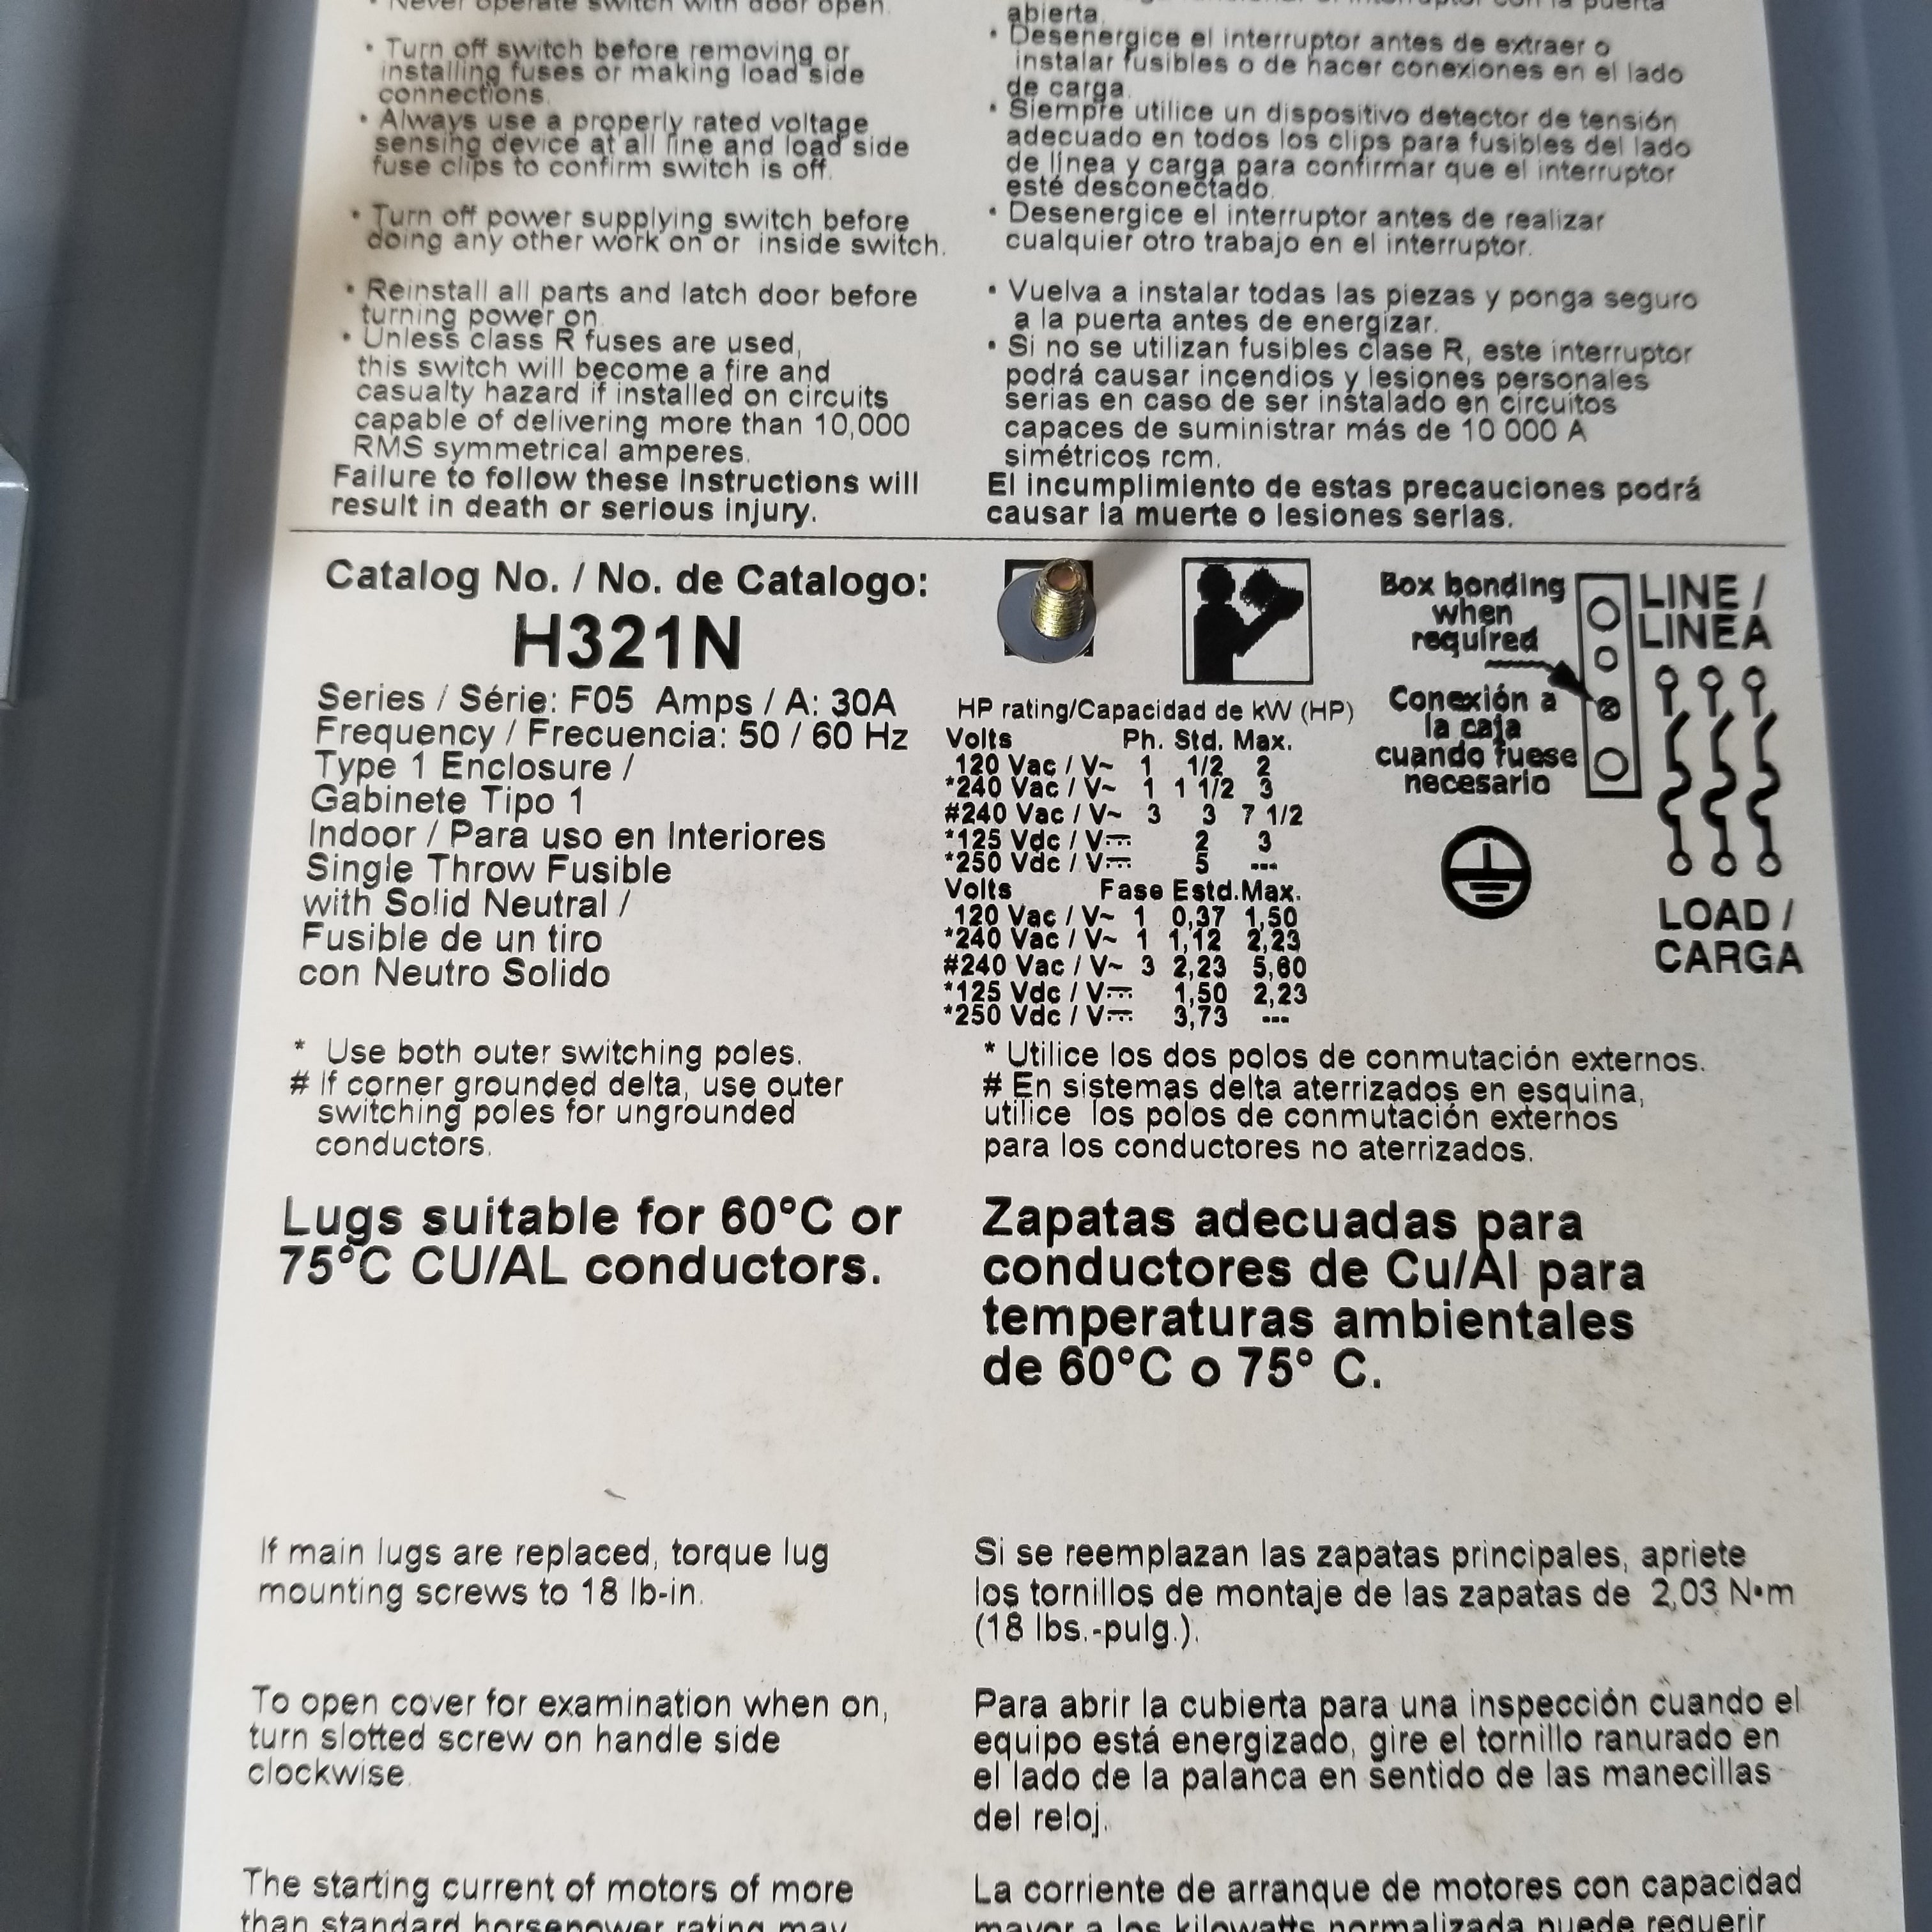 Never operate switch with door open.
• Turn off switch before removing or
installing fuses or making load side
connections.
• Always use a properly rated voltage
sensing device at all line and load side
fuse clips to confirm switch is off.
• Turn off power supplying switch before
doing any other work on or inside switch.
• Reinstall all parts and latch door before
turning power on.
• Unless class R fuses are used,
this switch will become a fire and
casualty hazard if installed on circuits
capable of delivering more than 10,000
RMS symmetrical amperes.
Failure to follow these instructions will
result in death or serious injury.
el interruptor con la puerta
abierta.
• Desenergice el interruptor antes de extraer o
instalar fusibles o de hacer conexiones en el lado
de carga.
• Siempre utilice un dispositivo detector de tensión
adecuado en todos los clips para fusibles del lado
de línea y carga para confirmar que el interruptor
esté desconectado.
• Desenergice el interruptor antes de realizar
cualquier otro trabajo en el interruptor.
• Vuelva a instalar todas las piezas y ponga seguro
a la puerta antes de energizar.
• Si no se utilizan fusibles clase R, este interruptor
podrá causar incendios y lesiones personales
serias en caso de ser instalado en circuitos
capaces de suministrar más de 10 000 A
simétricos rcm.
El incumplimiento de estas precauciones podrá
causar la muerte o lesiones serias.
Catalog No. / No. de Catalogo:
H321N
Series / Série: F05 Amps / A: 30A
Frequency / Frecuencia: 50 / 60 Hz
Type 1 Enclosure /
Gabinete Tipo 1
Indoor / Para uso en Interiores
Single Throw Fusible
with Solid Neutral /
Fusible de un tiro
con Neutro Solido
HP rating/Capacidad de kW (HP)
Volts Ph. Std. Max.
120 Vac / V~ 1 1/2 2
*240 Vac / V~ 1 1 1/2 3
#240 Vac / V~ 3 3 7 1/2
*125 Vdc / V⎓ 2 3
*250 Vdc / V⎓ 5 ---
Volts Fase Estd. Max.
120 Vac / V~ 1 0,37 1,50
*240 Vac / V~ 1 1,12 2,23
#240 Vac / V~ 3 2,23 5,60
*125 Vdc / V⎓ 1,50 2,23
*250 Vdc / V⎓ 3,73 ---
Box bonding
when
required
Conexión a
la caja
cuando fuese
necesario
LINE /
LINEA
LOAD /
CARGA
* Use both outer switching poles.
# If corner grounded delta, use outer
switching poles for ungrounded
conductors.
* Utilice los dos polos de conmutación externos.
# En sistemas delta aterrizados en esquina,
utilice los polos de conmutación externos
para los conductores no aterrizados.
Lugs suitable for 60°C or
75°C CU/AL conductors.
Zapatas adecuadas para
conductores de Cu/Al para
temperaturas ambientales
de 60°C o 75° C.
If main lugs are replaced, torque lug
mounting screws to 18 lb-in.
Si se reemplazan las zapatas principales, apriete
los tornillos de montaje de las zapatas de 2,03 N•m
(18 lbs.-pulg.).
To open cover for examination when on,
turn slotted screw on handle side
clockwise.
Para abrir la cubierta para una inspección cuando el
equipo está energizado, gire el tornillo ranurado en
el lado de la palanca en sentido de las manecillas
del reloj.
The starting current of motors of more
than standard horsepower rating may
La corriente de arranque de motores con capacidad
mayor a los kilowatts normalizada puede requerir